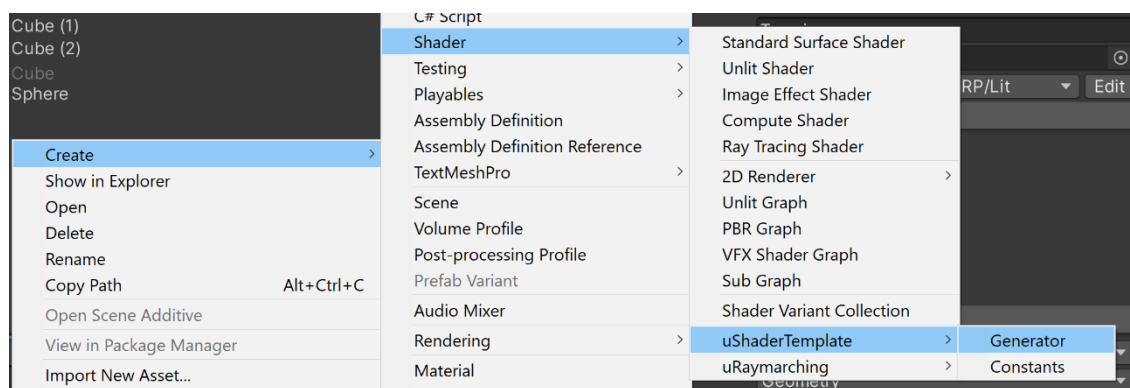 Cube (1)
Cube (2)
Cube
Sphere
Create
Show in Explorer
Open
Delete
Rename
Copy Path Alt+Ctrl+C
Open Scene Additive
View in Package Manager
Import New Asset...
C# Script
Shader
Testing
Playables
Assembly Definition
Assembly Definition Reference
TextMeshPro
Scene
Volume Profile
Post-processing Profile
Prefab Variant
Audio Mixer
Rendering
Material
Standard Surface Shader
Unlit Shader
Image Effect Shader
Compute Shader
Ray Tracing Shader
2D Renderer
Unlit Graph
PBR Graph
VFX Shader Graph
Sub Graph
Shader Variant Collection
uShaderTemplate
uRaymarching
Generator
Constants
RP/Lit Edit
Geometry